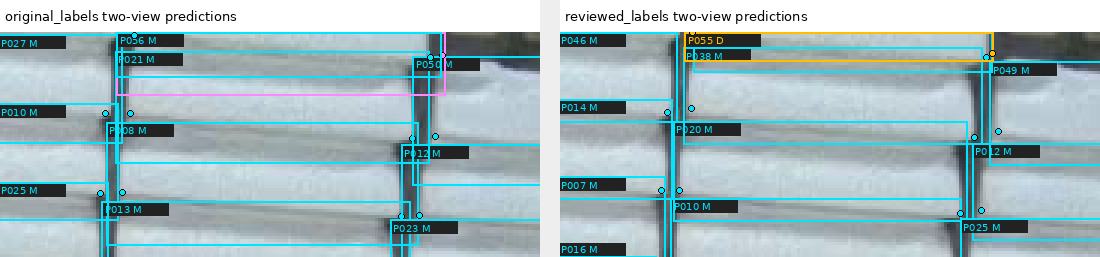 original_labels two-view predictions
P027 M
P056 M
P021 M
P050 M
P010 M
P008 M
P012 M
P025 M
P013 M
P023 M
reviewed_labels two-view predictions
P046 M
P055 D
P038 M
P049 M
P014 M
P020 M
P012 M
P007 M
P010 M
P025 M
P016 M